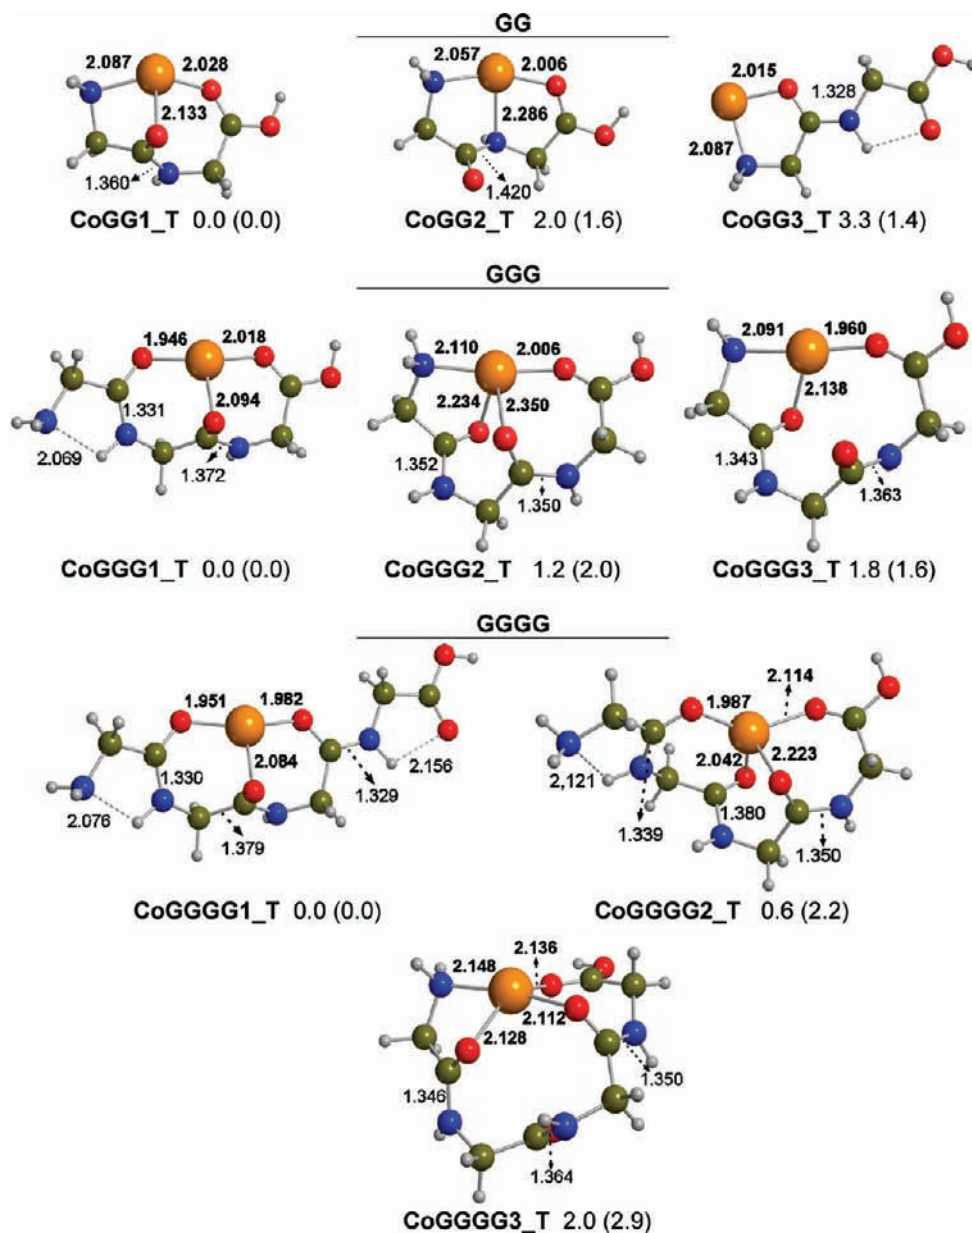 GG
2.087 2.028 2.133 1.360
2.057 2.006 2.286 1.420
2.015 1.328 2.087
CoGG1_T 0.0 (0.0)
CoGG2_T 2.0 (1.6)
CoGG3_T 3.3 (1.4)
GGG
1.946 2.018 2.094 1.331 2.069 1.372
2.110 2.006 2.234 2.350 1.352 1.350
2.091 1.960 2.138 1.343 1.363
CoGGG1_T 0.0 (0.0)
CoGGG2_T 1.2 (2.0)
CoGGG3_T 1.8 (1.6)
GGGG
1.951 1.982 2.084 1.330 2.076 1.379 1.329 2.156
1.987 2.114 2.042 2.223 2,121 1.339 1.380 1.350
CoGGGG1_T 0.0 (0.0)
CoGGGG2_T 0.6 (2.2)
2.148 2.136 2.112 2.128 1.346 1.350 1.364
CoGGGG3_T 2.0 (2.9)